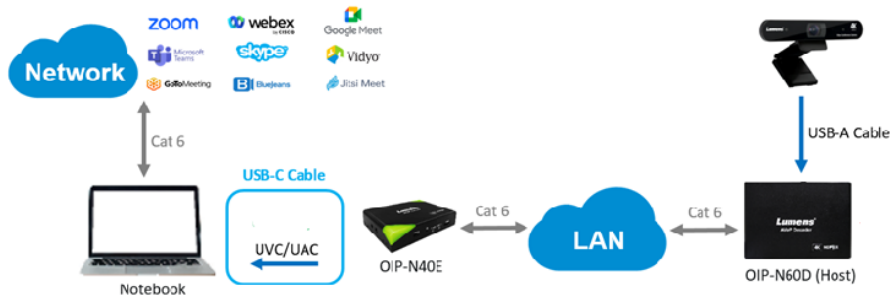 zoom
webex
by CISCO
Google Meet
Microsoft
Teams
skype
Vidyo
GoToMeeting
BlueJeans
Jitsi Meet
Network
Lumens
Cat 6
USB-A Cable
USB-C Cable
UVC/UAC
Lumens
Cat 6
LAN
Cat 6
Lumens
OIP-N40E
OIP-N60D (Host)
Notebook